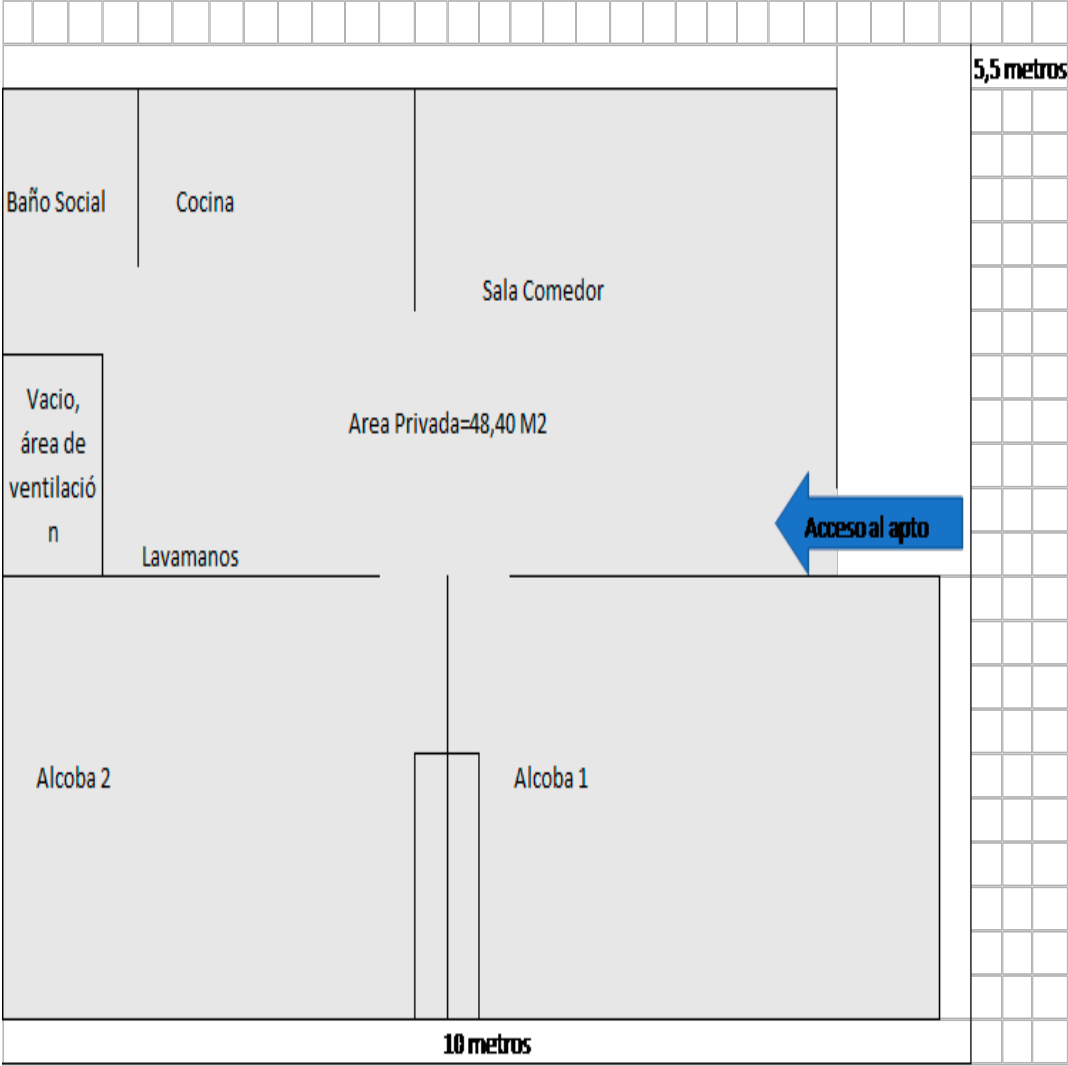 5,5 metros
Baño Social
Cocina
Sala Comedor
Vacio,
área de
ventilació
n
Area Privada=48,40 M2
Acceso al apto
Lavamanos
Alcoba 2
Alcoba 1
10 metros